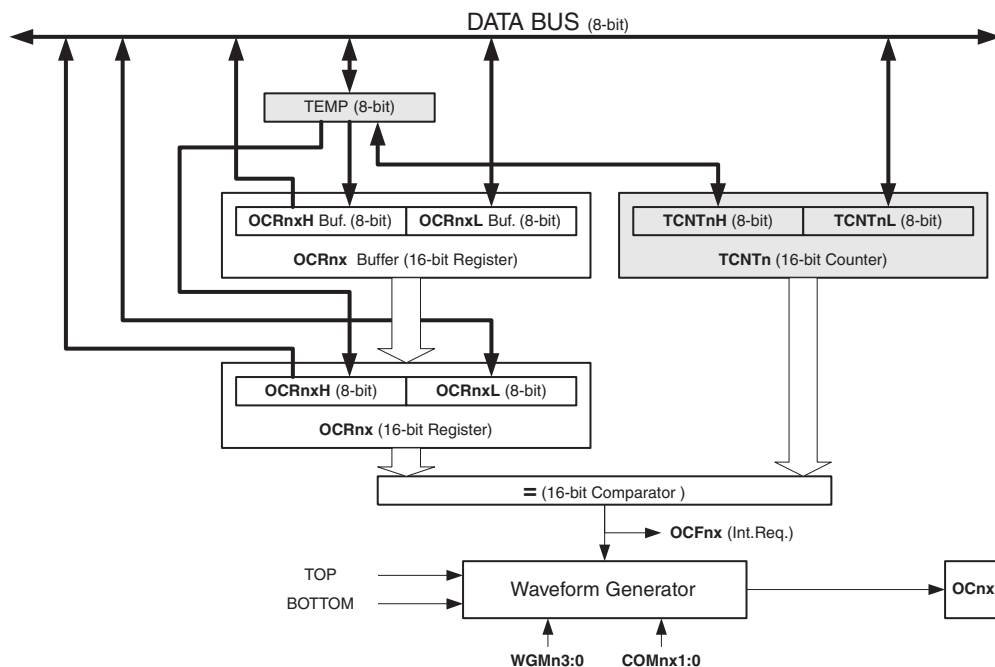 DATA BUS (8-bit)
TEMP (8-bit)
OCRnxH Buf. (8-bit) OCRnxL Buf. (8-bit)
OCRnx Buffer (16-bit Register)
TCNTnH (8-bit) TCNTnL (8-bit)
TCNTn (16-bit Counter)
OCRnxH (8-bit) OCRnxL (8-bit)
OCRnx (16-bit Register)
= (16-bit Comparator )
OCFnx (Int.Req.)
TOP
BOTTOM
Waveform Generator
OCnx
WGMn3:0 COMnx1:0